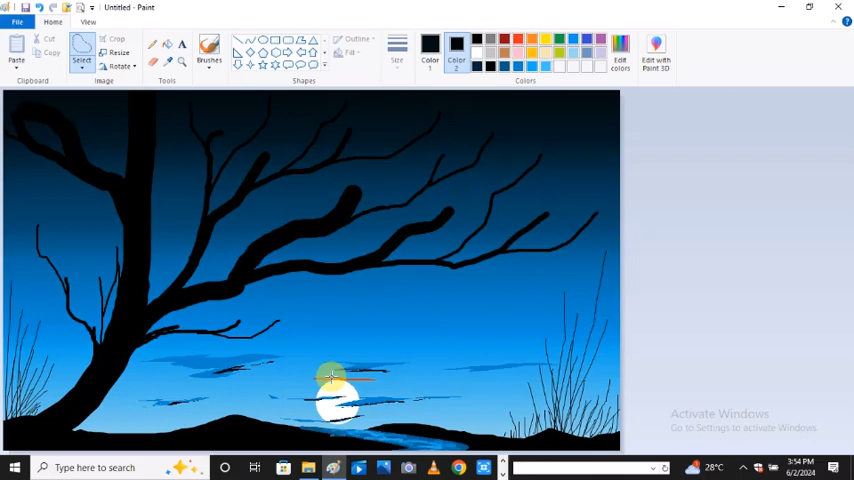 Untitled - Paint
File
Home
View
Paste
Cut
Copy
Clipboard
Select
Crop
Resize
Rotate
Image
A
Tools
Brushes
Shapes
Outline
Fill
Size
Color
1
Color
2
Edit
colors
Colors
Edit with
Paint 3D
Activate Windows
Go to Settings to activate Windows.
Type here to search
28°C
3:54 PM
6/2/2024